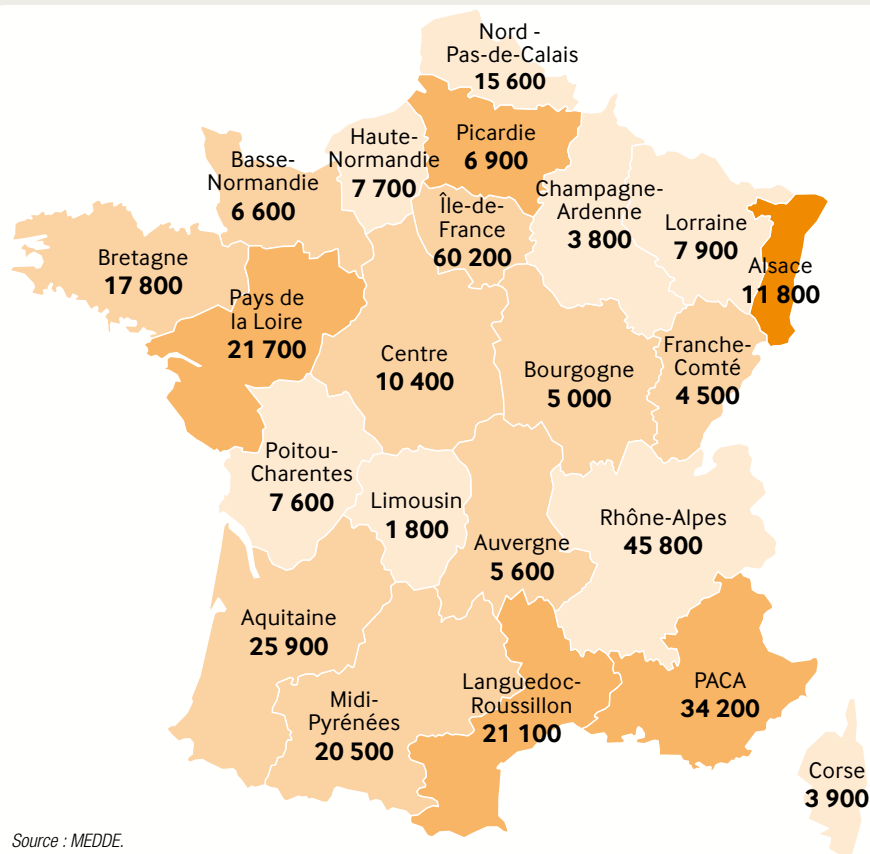 Nord -
Pas-de-Calais
15 600
Picardie
6 900
Haute-
Normandie
7 700
Basse-
Normandie
6 600
Île-de-
France
60 200
Champagne-
Ardenne
3 800
Lorraine
7 900
Alsace
11 800
Bretagne
17 800
Pays de
la Loire
21 700
Centre
10 400
Bourgogne
5 000
Franche-
Comté
4 500
Poitou-
Charentes
7 600
Limousin
1 800
Auvergne
5 600
Rhône-Alpes
45 800
Aquitaine
25 900
Midi-
Pyrénées
20 500
Languedoc-
Roussillon
21 100
PACA
34 200
Corse
3 900
Source : MEDDE.